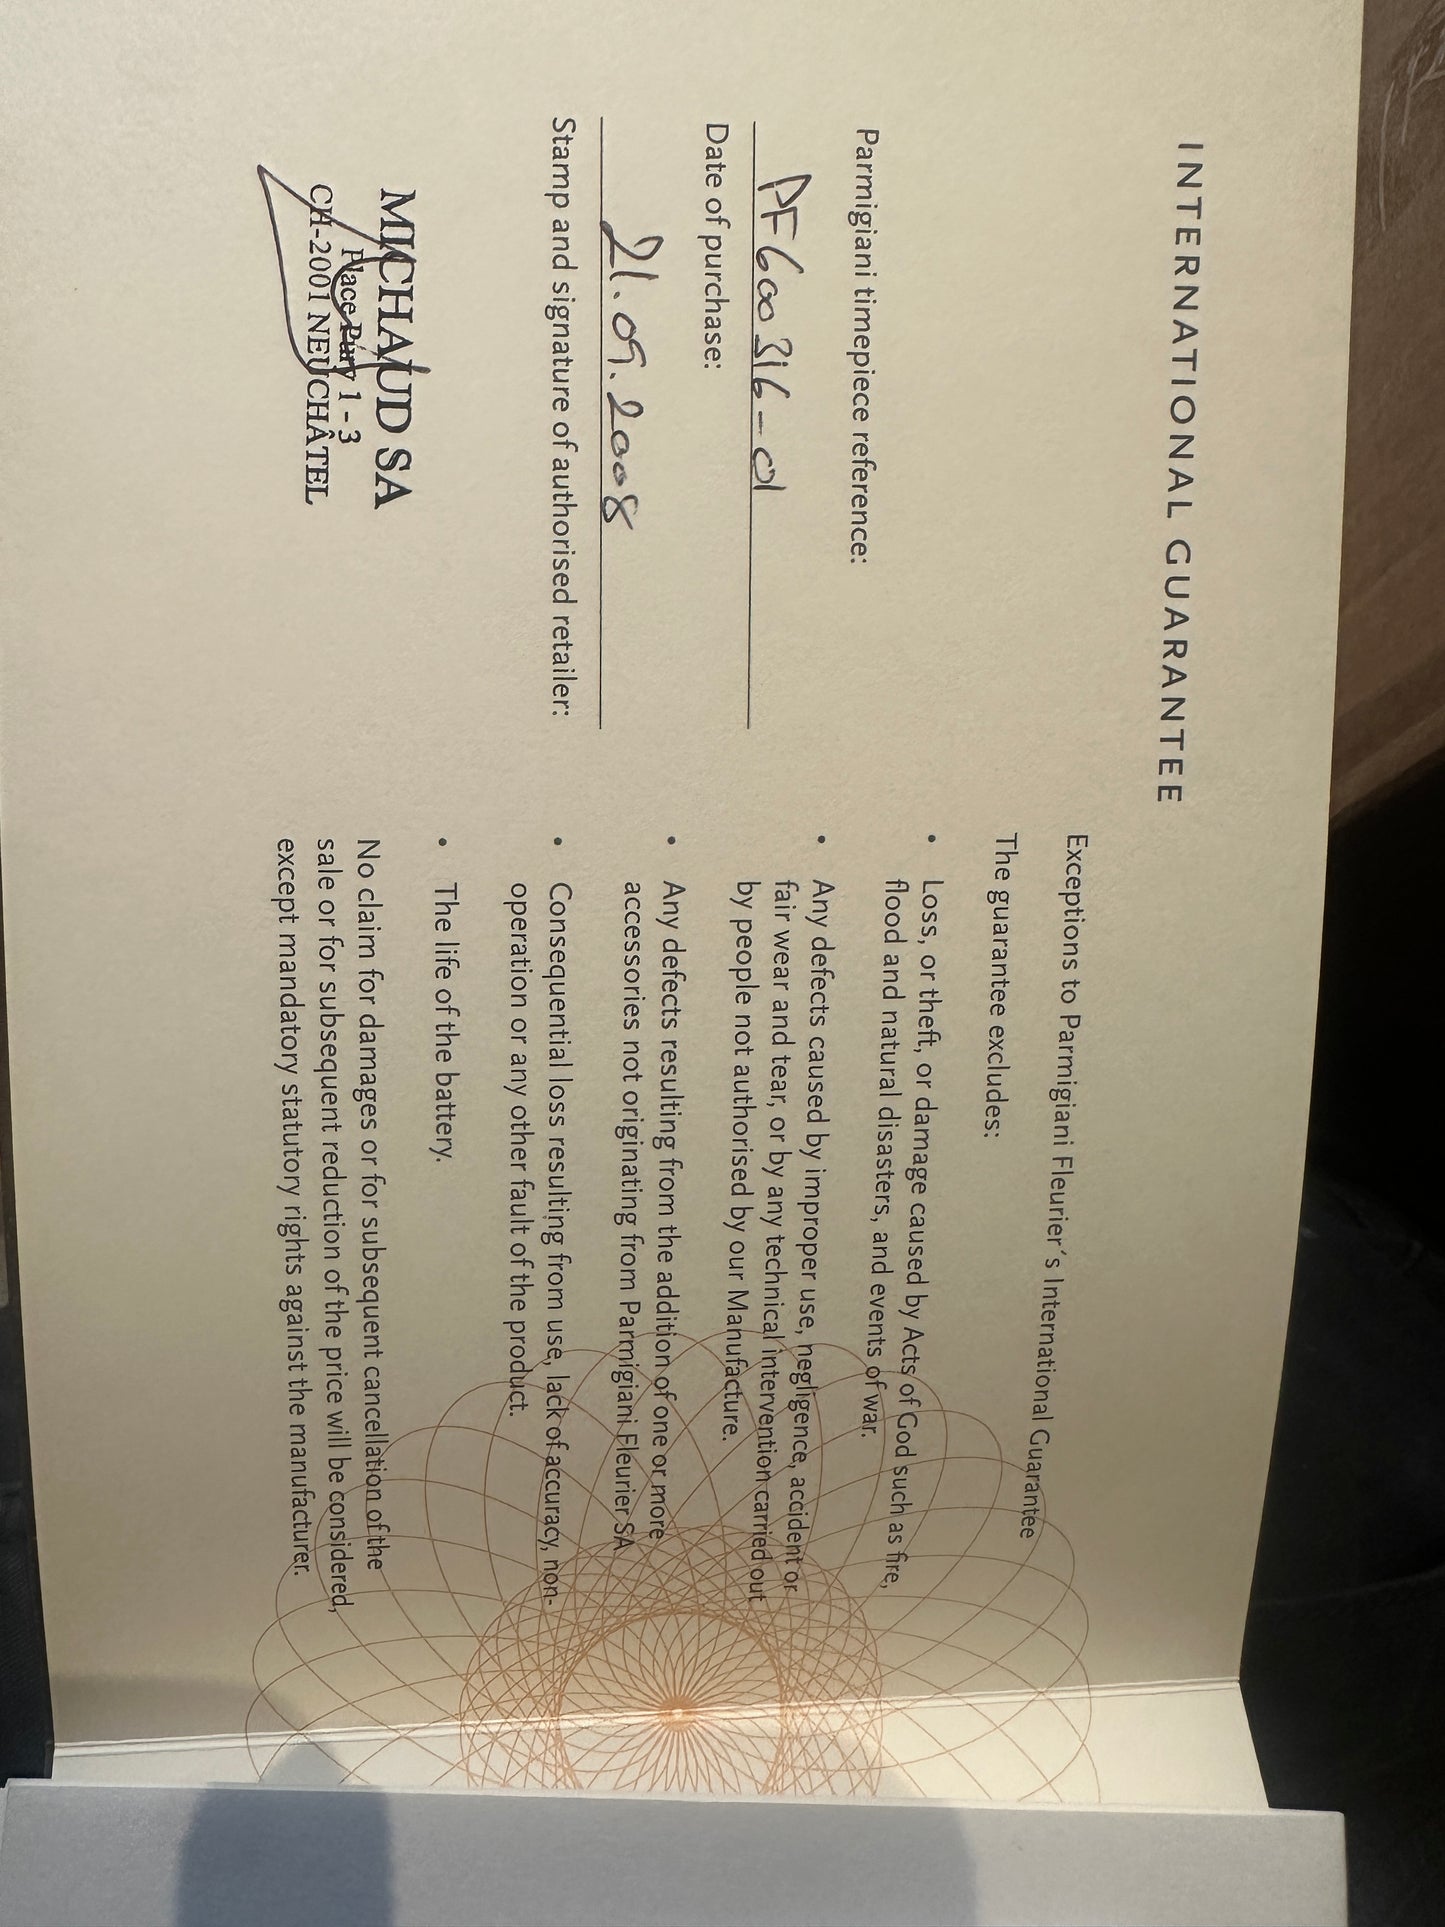 INTERNATIONAL GUARANTEE
Parmigiani timepiece reference:
PF600316-01
Date of purchase:
21.09.2008
Stamp and signature of authorised retailer:
MICHAUD SA
Place Pury 1 - 3
CH-2001 NEUCHÂTEL
Exceptions to Parmigiani Fleurier´s International Guarantee
The guarantee excludes:
• Loss, or theft, or damage caused by Acts of God such as fire,
flood and natural disasters, and events of war.
• Any defects caused by improper use, negligence, accident or
fair wear and tear, or by any technical intervention carried out
by people not authorised by our Manufacture.
• Any defects resulting from the addition of one or more
accessories not originating from Parmigiani Fleurier SA
• Consequential loss resulting from use, lack of accuracy, non-
operation or any other fault of the product.
• The life of the battery.
No claim for damages or for subsequent cancellation of the
sale or for subsequent reduction of the price will be considered,
except mandatory statutory rights against the manufacturer.